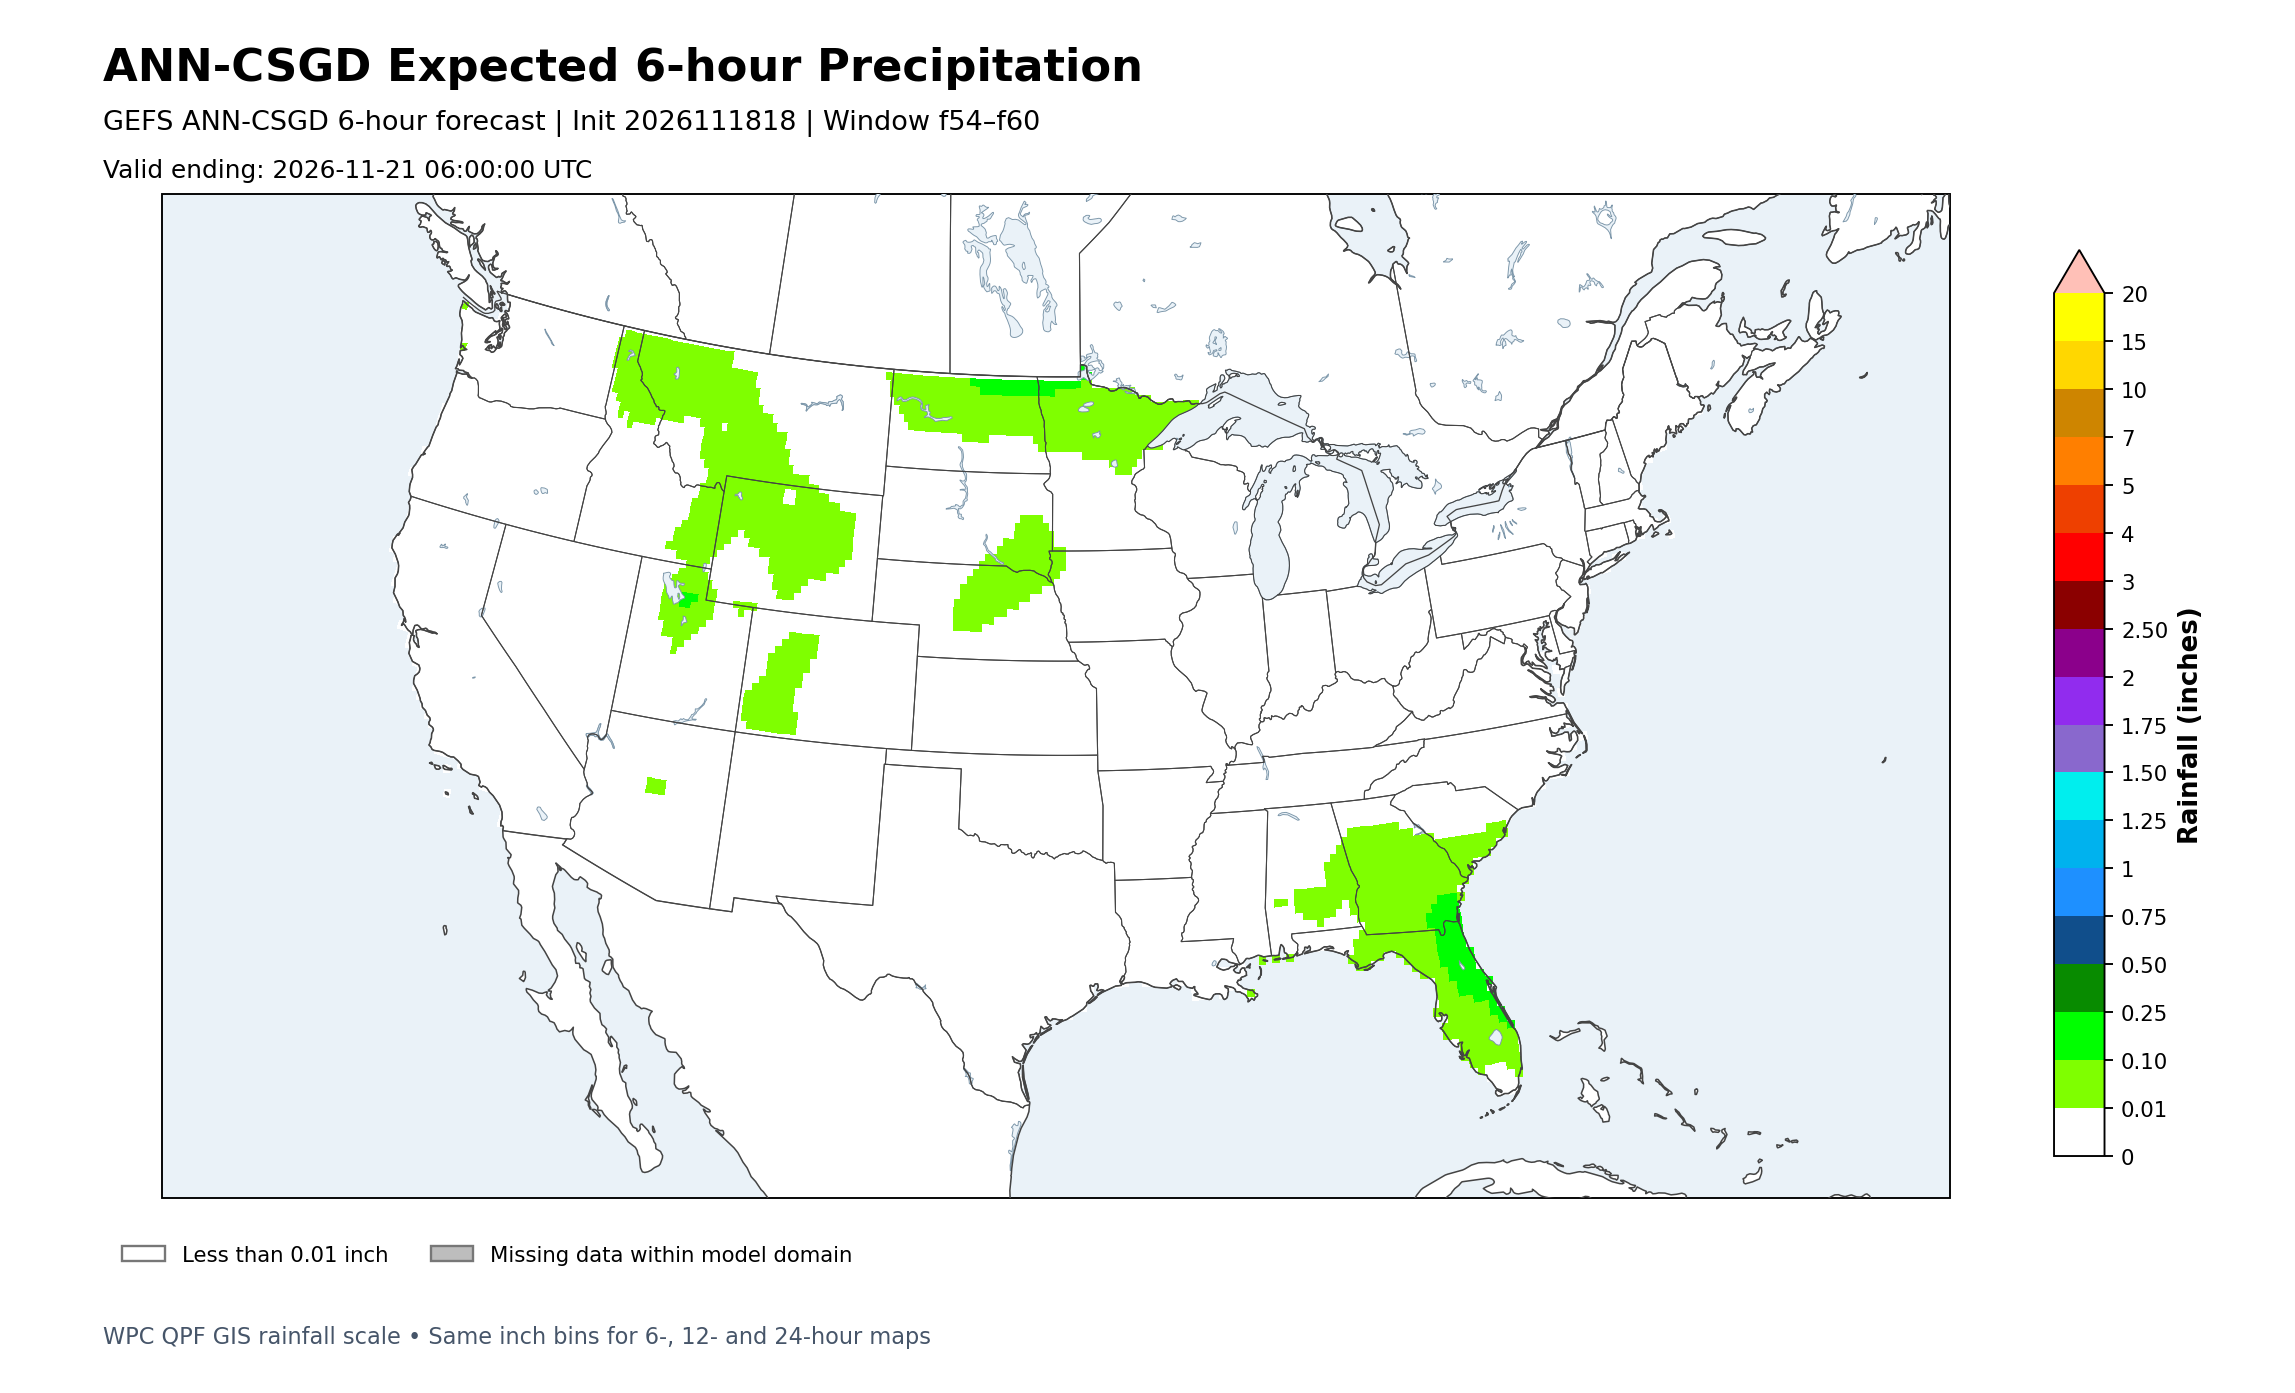 ANN-CSGD Expected 6-hour Precipitation
GEFS ANN-CSGD 6-hour forecast | Init 2026111818 | Window f54–f60
Valid ending: 2026-11-21 06:00:00 UTC
20
15
10
7
5
4
3
2.50
2
1.75
1.50
1.25
1
0.75
0.50
0.25
0.10
0.01
0
Rainfall (inches)
Less than 0.01 inch
Missing data within model domain
WPC QPF GIS rainfall scale • Same inch bins for 6-, 12- and 24-hour maps